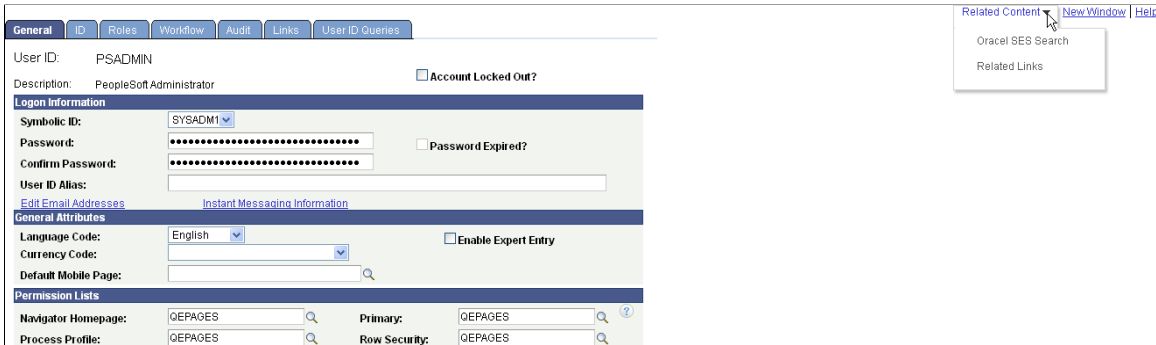 Related Content New Window | Help
General ID Roles Workflow Audit Links User ID Queries
Oracel SES Search
Related Links
User ID: PSADMIN
Account Locked Out?
Description: PeopleSoft Administrator
Logon Information
Symbolic ID: SYSADM1
Password: ••••••••••••••••••••••••••••••••
Password Expired?
Confirm Password: ••••••••••••••••••••••••••••••••
User ID Alias:
Edit Email Addresses Instant Messaging Information
General Attributes
Language Code: English Enable Expert Entry
Currency Code:
Default Mobile Page:
Permission Lists
Navigator Homepage: QEPAGES Primary: QEPAGES ?
Process Profile: QEPAGES Row Security: QEPAGES